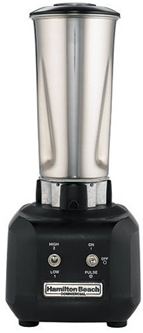 HIGH ON
2 I
OFF
O
LOW PULSE
1
Hamilton Beach
COMMERCIAL